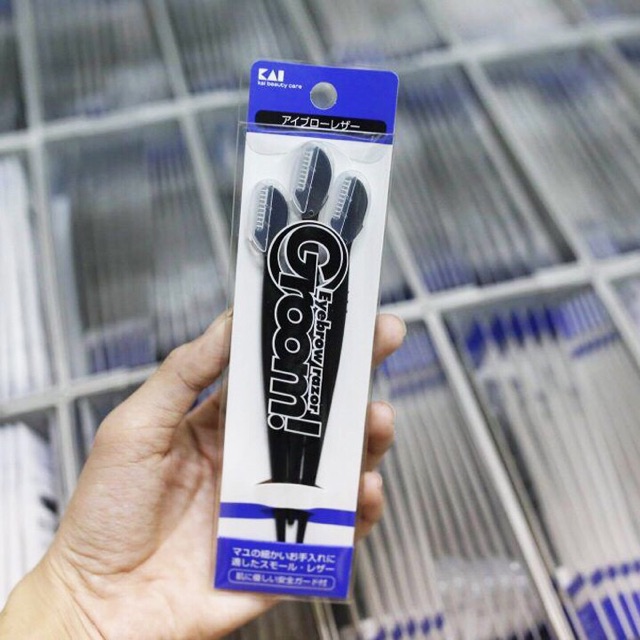 KAI
kai beauty care
アイブローレザー
Groom!
Eyebrow razor
マユの細かいお手入れに
適したスモール・レザー
肌に優しい安全ガード付